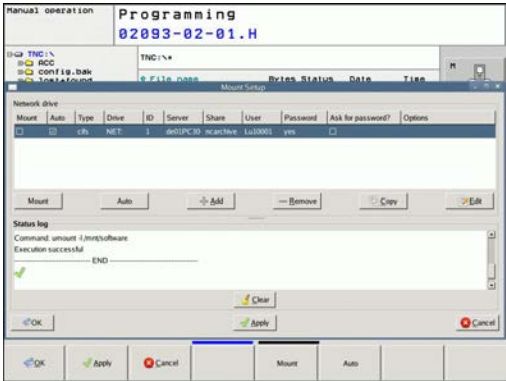 Manual operation
Programming
02093-02-01.H
TNC:\
TNC:\*
ACC
config.bak
lost+found
File name Bytes Status Date Time
M
Mount Setup
Network drive
Mount Auto Type Drive ID Server Share User Password Ask for password? Options
cifs NET: 1 de01PC30 ncarchive Lu10001 yes
Mount Auto Add Remove Copy Edit
Status log
Command: umount -l /mnt/software
Execution successful
END
Clear
OK Apply Cancel
OK Apply Cancel Mount Auto